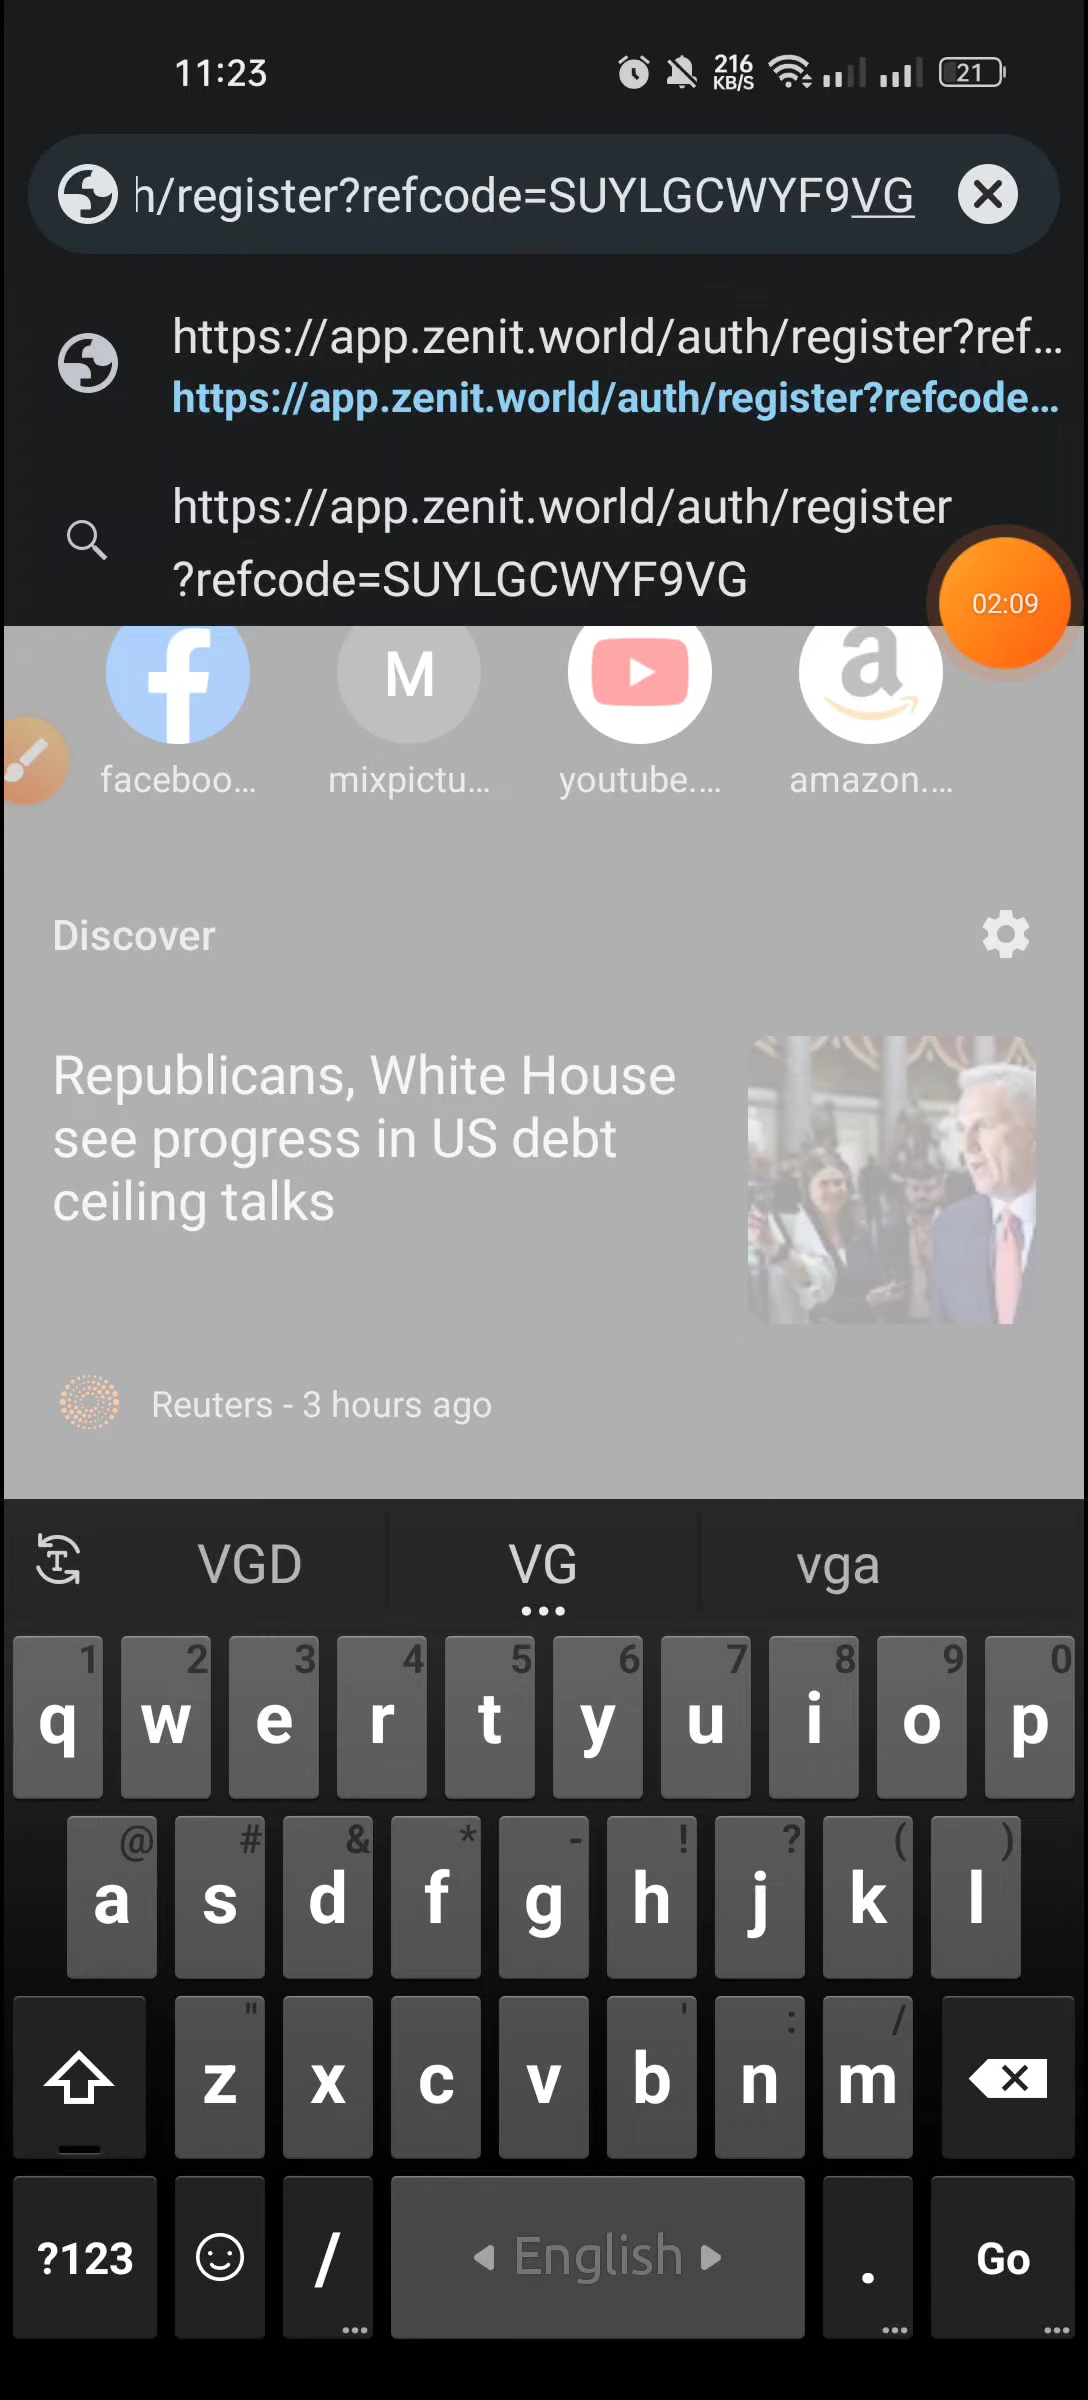 11:23
216
KB/S
21
h/register?refcode=SUYLGCWYF9VG
https://app.zenit.world/auth/register?ref...
https://app.zenit.world/auth/register?refcode...
https://app.zenit.world/auth/register
?refcode=SUYLGCWYF9VG
02:09
M
faceboo... mixpictu... youtube.... amazon....
Discover
Republicans, White House
see progress in US debt
ceiling talks
Reuters - 3 hours ago
VGD VG vga
1 2 3 4 5 6 7 8 9 0
q w e r t y u i o p
@ # & * - ! ? ( )
a s d f g h j k l
" ' : /
z x c v b n m
?123 / English . Go